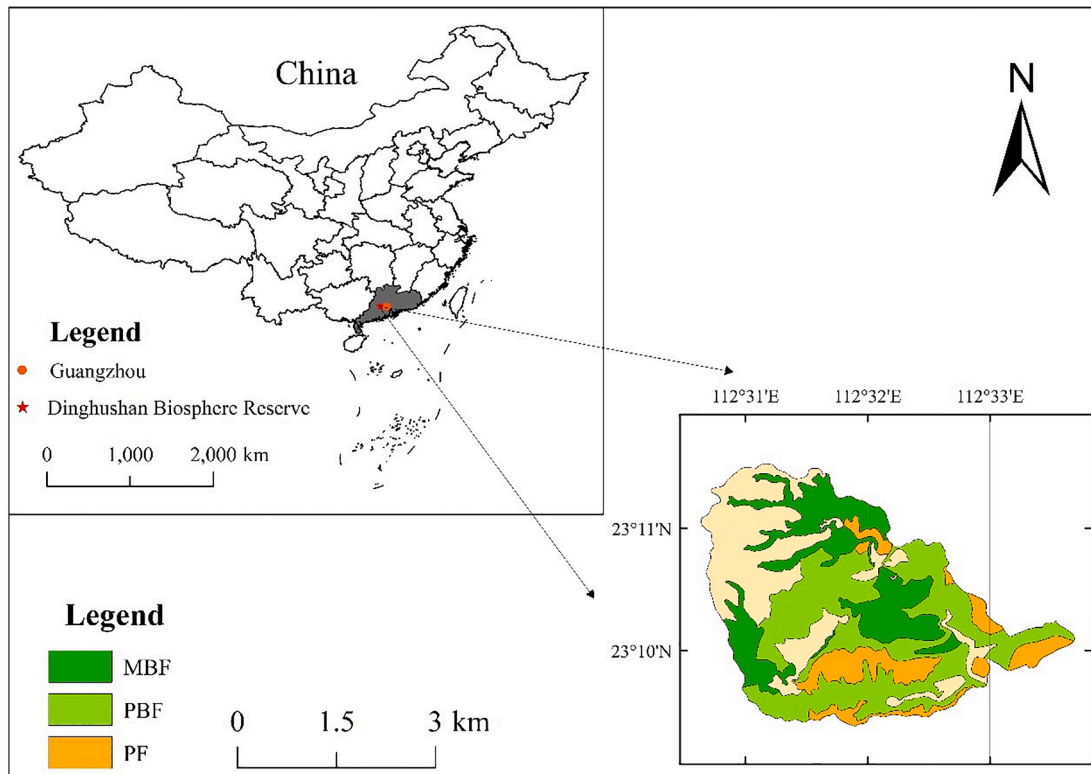 China
N
Legend
Guangzhou
Dinghushan Biosphere Reserve
0 1,000 2,000 km
112°31'E 112°32'E 112°33'E
23°11'N
23°10'N
Legend
MBF
PBF
PF
0 1.5 3 km